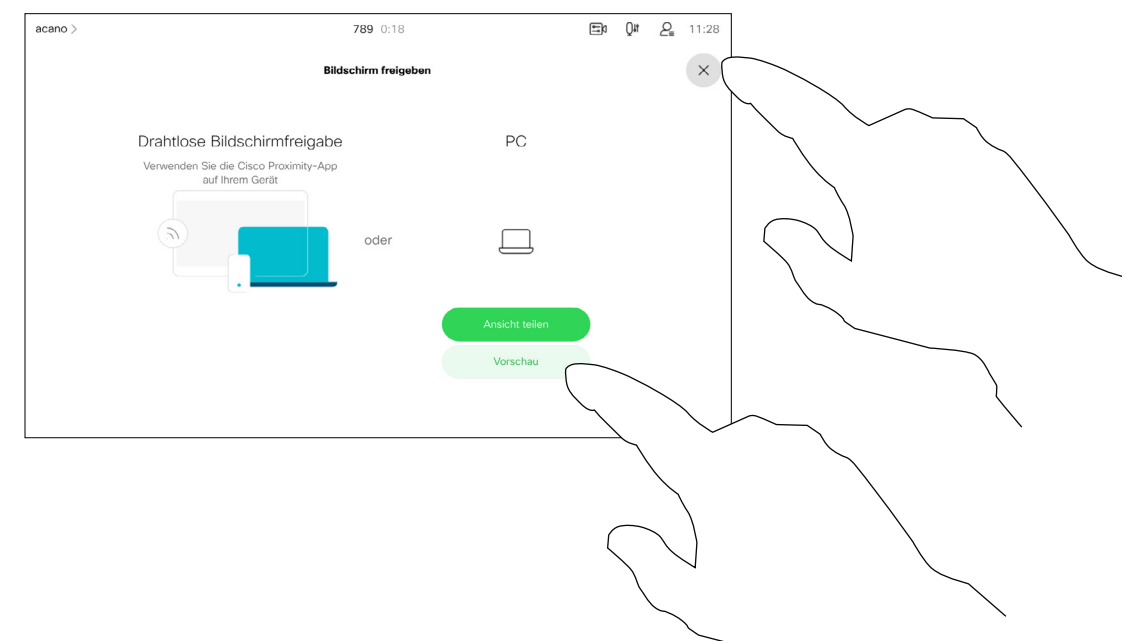 acano >
789 0:18
11:28
Bildschirm freigeben
Drahtlose Bildschirmfreigabe
Verwenden Sie die Cisco Proximity-App
auf Ihrem Gerät
oder
PC
Ansicht teilen
Vorschau